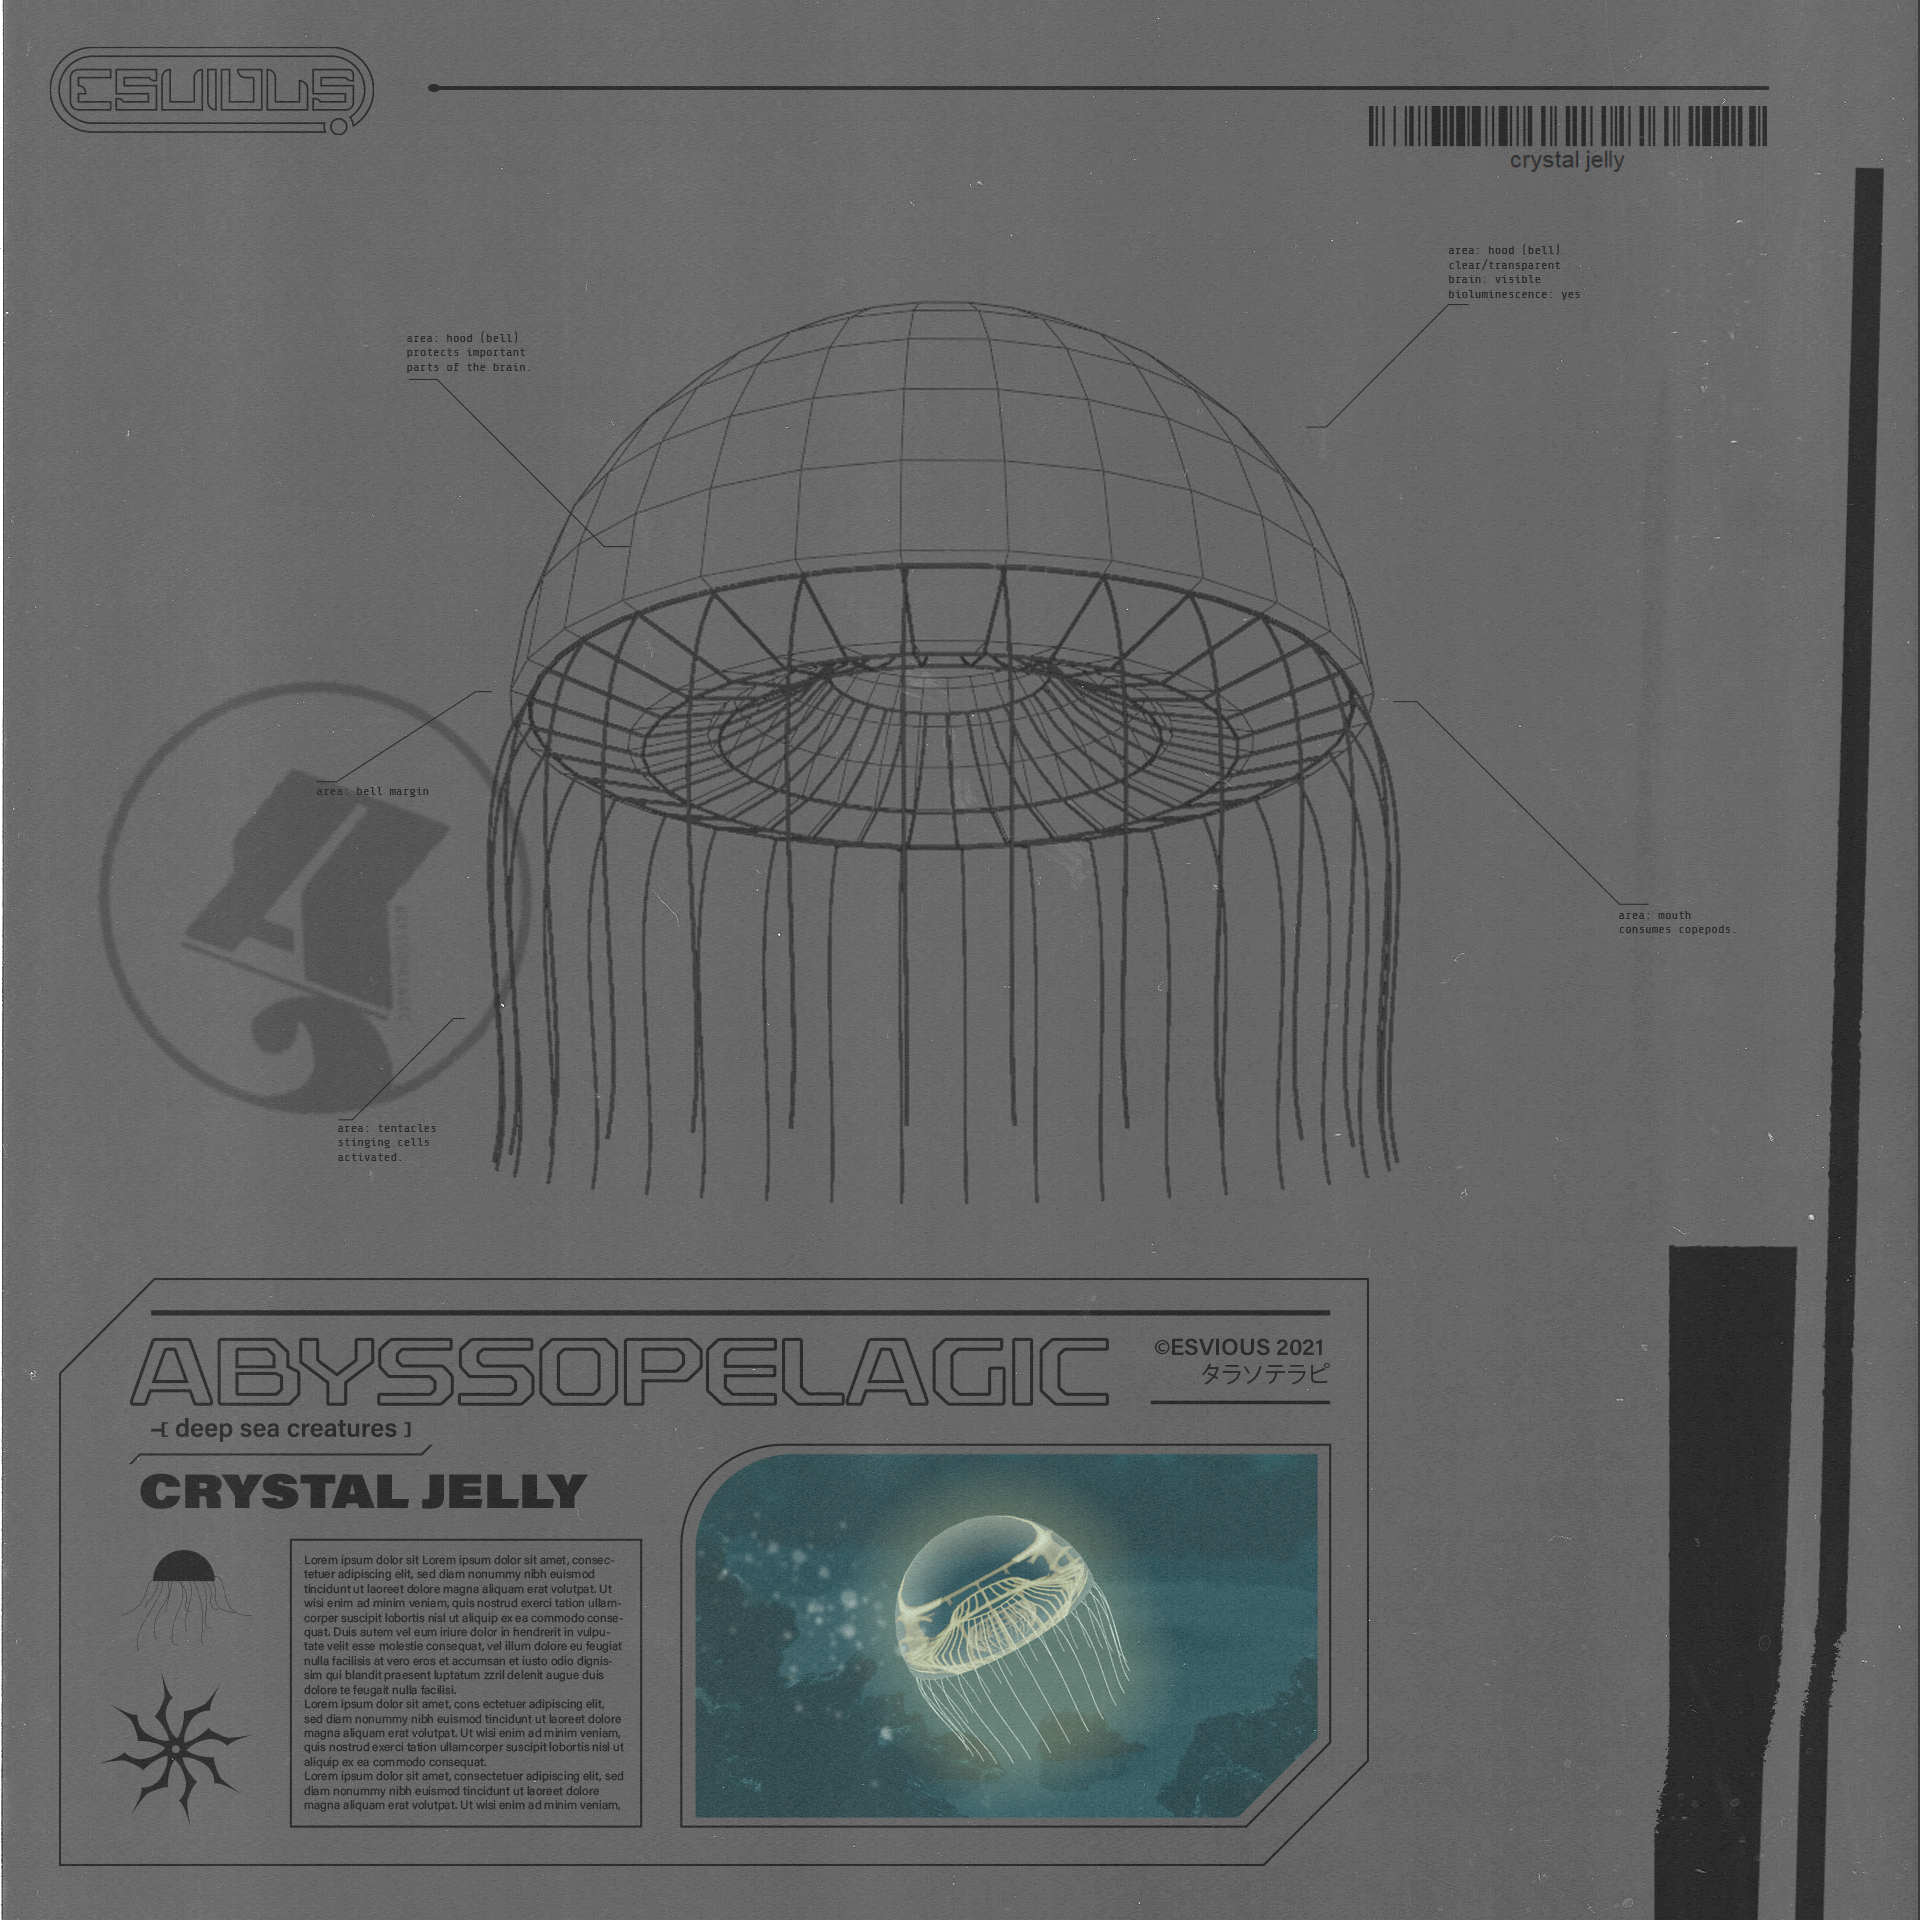 ESVIOUS
crystal jelly
area: hood (bell)
clear/transparent
brain: visible
bioluminescence: yes
area: hood (bell)
protects important
parts of the brain.
area: bell margin
area: mouth
consumes copepods.
area: tentacles
stinging cells
activated.
ABYSSOPELAGIC
©ESVIOUS 2021
タラソテラピ
-[ deep sea creatures ]
CRYSTAL JELLY
Lorem ipsum dolor sit Lorem ipsum dolor sit amet, consec-
tetuer adipiscing elit, sed diam nonummy nibh euismod
tincidunt ut laoreet dolore magna aliquam erat volutpat. Ut
wisi enim ad minim veniam, quis nostrud exerci tation ullam-
corper suscipit lobortis nisl ut aliquip ex ea commodo conse-
quat. Duis autem vel eum iriure dolor in hendrerit in vulpu-
tate velit esse molestie consequat, vel illum dolore eu feugiat
nulla facilisis at vero eros et accumsan et iusto odio dignis-
sim qui blandit praesent luptatum zzril delenit augue duis
dolore te feugait nulla facilisi.
Lorem ipsum dolor sit amet, cons ectetuer adipiscing elit,
sed diam nonummy nibh euismod tincidunt ut laoreet dolore
magna aliquam erat volutpat. Ut wisi enim ad minim veniam,
quis nostrud exerci tation ullamcorper suscipit lobortis nisl ut
aliquip ex ea commodo consequat.
Lorem ipsum dolor sit amet, consectetuer adipiscing elit, sed
diam nonummy nibh euismod tincidunt ut laoreet dolore
magna aliquam erat volutpat. Ut wisi enim ad minim veniam,